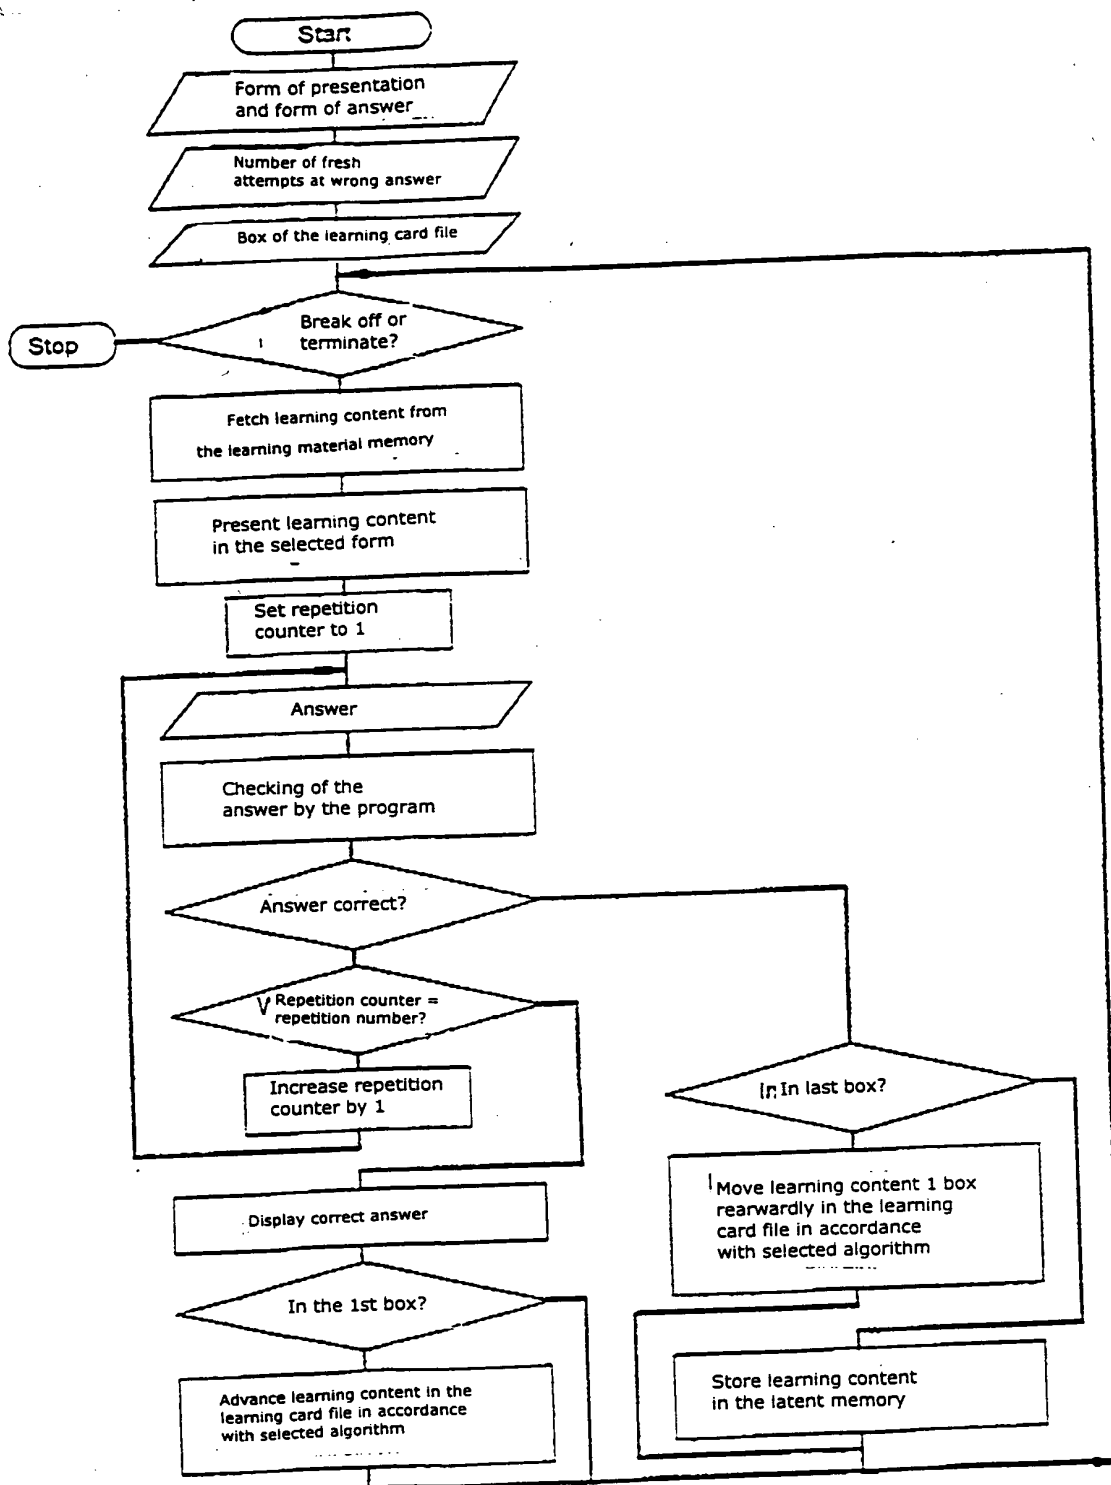 Start
Form of presentation
and form of answer
Number of fresh
attempts at wrong answer
Box of the learning card file
Break off or
terminate?
Stop
Fetch learning content from
the learning material memory
Present learning content
in the selected form
Set repetition
counter to 1
Answer
Checking of the
answer by the program
Answer correct?
Repetition counter =
repetition number?
Increase repetition
counter by 1
In last box?
Move learning content 1 box
rearwardly in the learning
card file in accordance
with selected algorithm
Display correct answer
In the 1st box?
Store learning content
in the latent memory
Advance learning content in the
learning card file in accordance
with selected algorithm